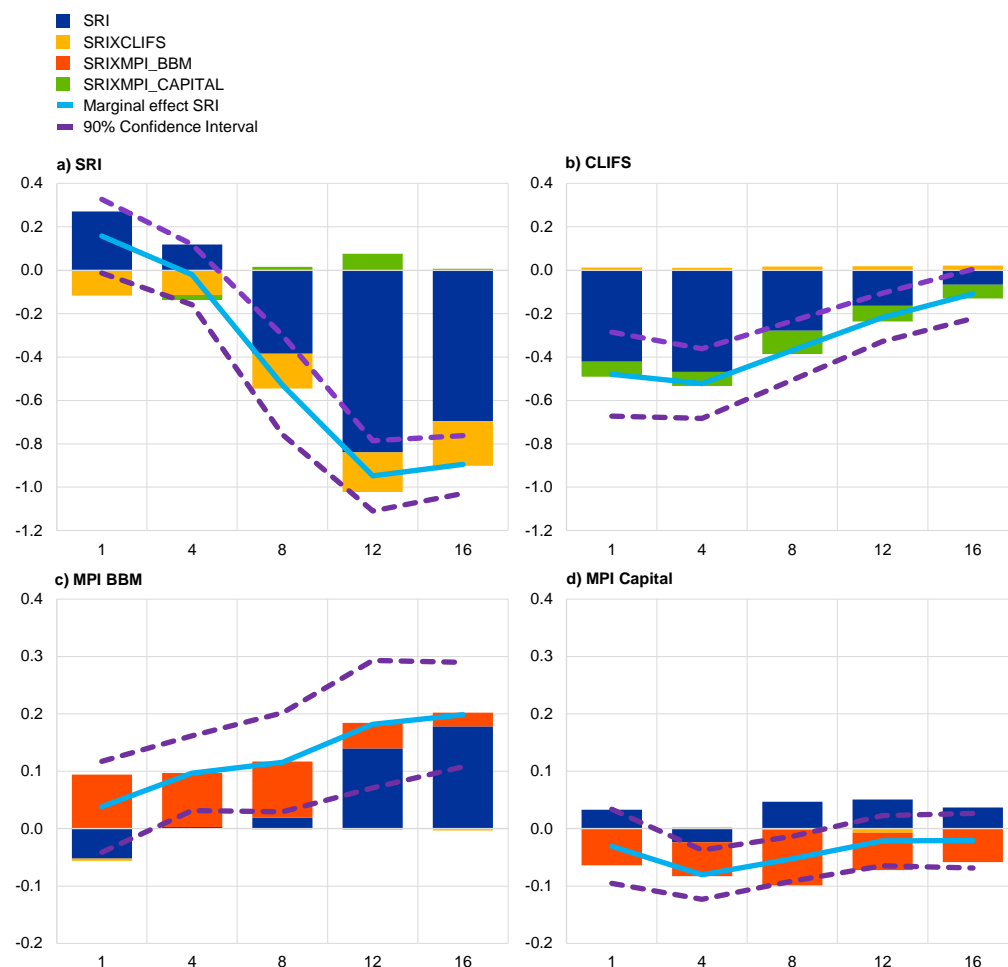 SRI
SRIXCLIFS
SRIXMPI_BBM
SRIXMPI_CAPITAL
Marginal effect SRI
90% Confidence Interval
a) SRI
0.4
0.2
0.0
-0.2
-0.4
-0.6
-0.8
-1.0
-1.2
1 4 8 12 16
b) CLIFS
0.4
0.2
0.0
-0.2
-0.4
-0.6
-0.8
-1.0
-1.2
1 4 8 12 16
c) MPI BBM
0.4
0.3
0.2
0.1
0.0
-0.1
-0.2
1 4 8 12 16
d) MPI Capital
0.4
0.3
0.2
0.1
0.0
-0.1
-0.2
1 4 8 12 16